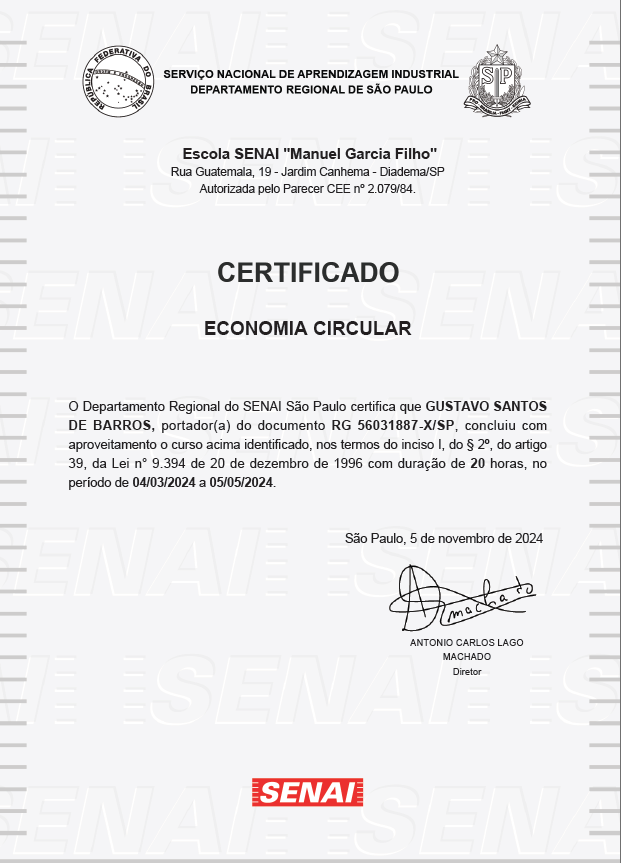 REPÚBLICA FEDERATIVA DO BRASIL
SERVIÇO NACIONAL DE APRENDIZAGEM INDUSTRIAL
DEPARTAMENTO REGIONAL DE SÃO PAULO
SP
Escola SENAI "Manuel Garcia Filho"
Rua Guatemala, 19 - Jardim Canhema - Diadema/SP
Autorizada pelo Parecer CEE nº 2.079/84.
CERTIFICADO
ECONOMIA CIRCULAR
O Departamento Regional do SENAI São Paulo certifica que GUSTAVO SANTOS
DE BARROS, portador(a) do documento RG 56031887-X/SP, concluiu com
aproveitamento o curso acima identificado, nos termos do inciso I, do § 2º, do artigo
39, da Lei n° 9.394 de 20 de dezembro de 1996 com duração de 20 horas, no
período de 04/03/2024 a 05/05/2024.
São Paulo, 5 de novembro de 2024
Machado
ANTONIO CARLOS LAGO
MACHADO
Diretor
SENAI